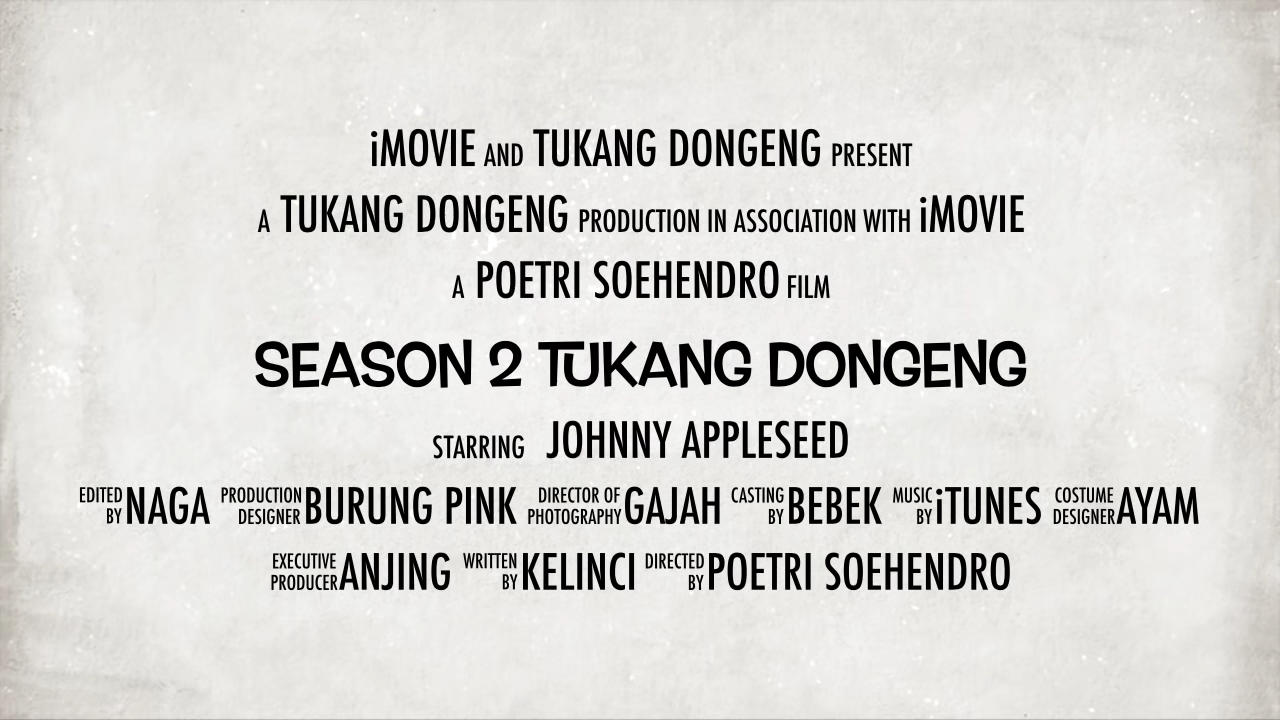 iMOVIE AND TUKANG DONGENG PRESENT
A TUKANG DONGENG PRODUCTION IN ASSOCIATION WITH iMOVIE
A POETRI SOEHENDRO FILM
SEASON 2 TUKANG DONGENG
STARRING JOHNNY APPLESEED
EDITED BY NAGA PRODUCTION DESIGNER BURUNG PINK DIRECTOR OF PHOTOGRAPHY GAJAH CASTING BY BEBEK MUSIC BY iTUNES COSTUME DESIGNER AYAM
EXECUTIVE PRODUCER ANJING WRITTEN BY KELINCI DIRECTED BY POETRI SOEHENDRO